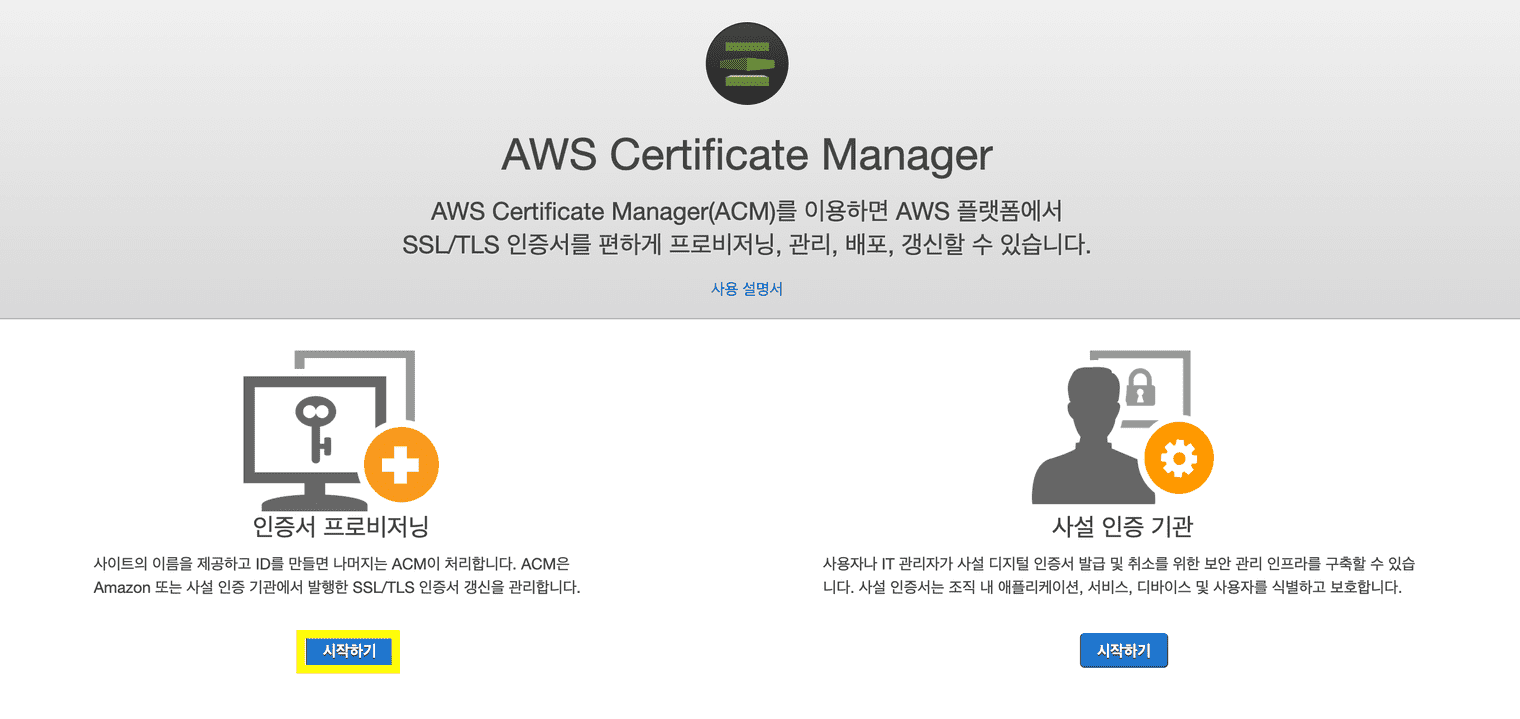 AWS Certificate Manager
AWS Certificate Manager(ACM)를 이용하면 AWS 플랫폼에서
SSL/TLS 인증서를 편하게 프로비저닝, 관리, 배포, 갱신할 수 있습니다.
사용 설명서
인증서 프로비저닝
사이트의 이름을 제공하고 ID를 만들면 나머지는 ACM이 처리합니다. ACM은
Amazon 또는 사설 인증 기관에서 발행한 SSL/TLS 인증서 갱신을 관리합니다.
시작하기
사설 인증 기관
사용자나 IT 관리자가 사설 디지털 인증서 발급 및 취소를 위한 보안 관리 인프라를 구축할 수 있습
니다. 사설 인증서는 조직 내 애플리케이션, 서비스, 디바이스 및 사용자를 식별하고 보호합니다.
시작하기